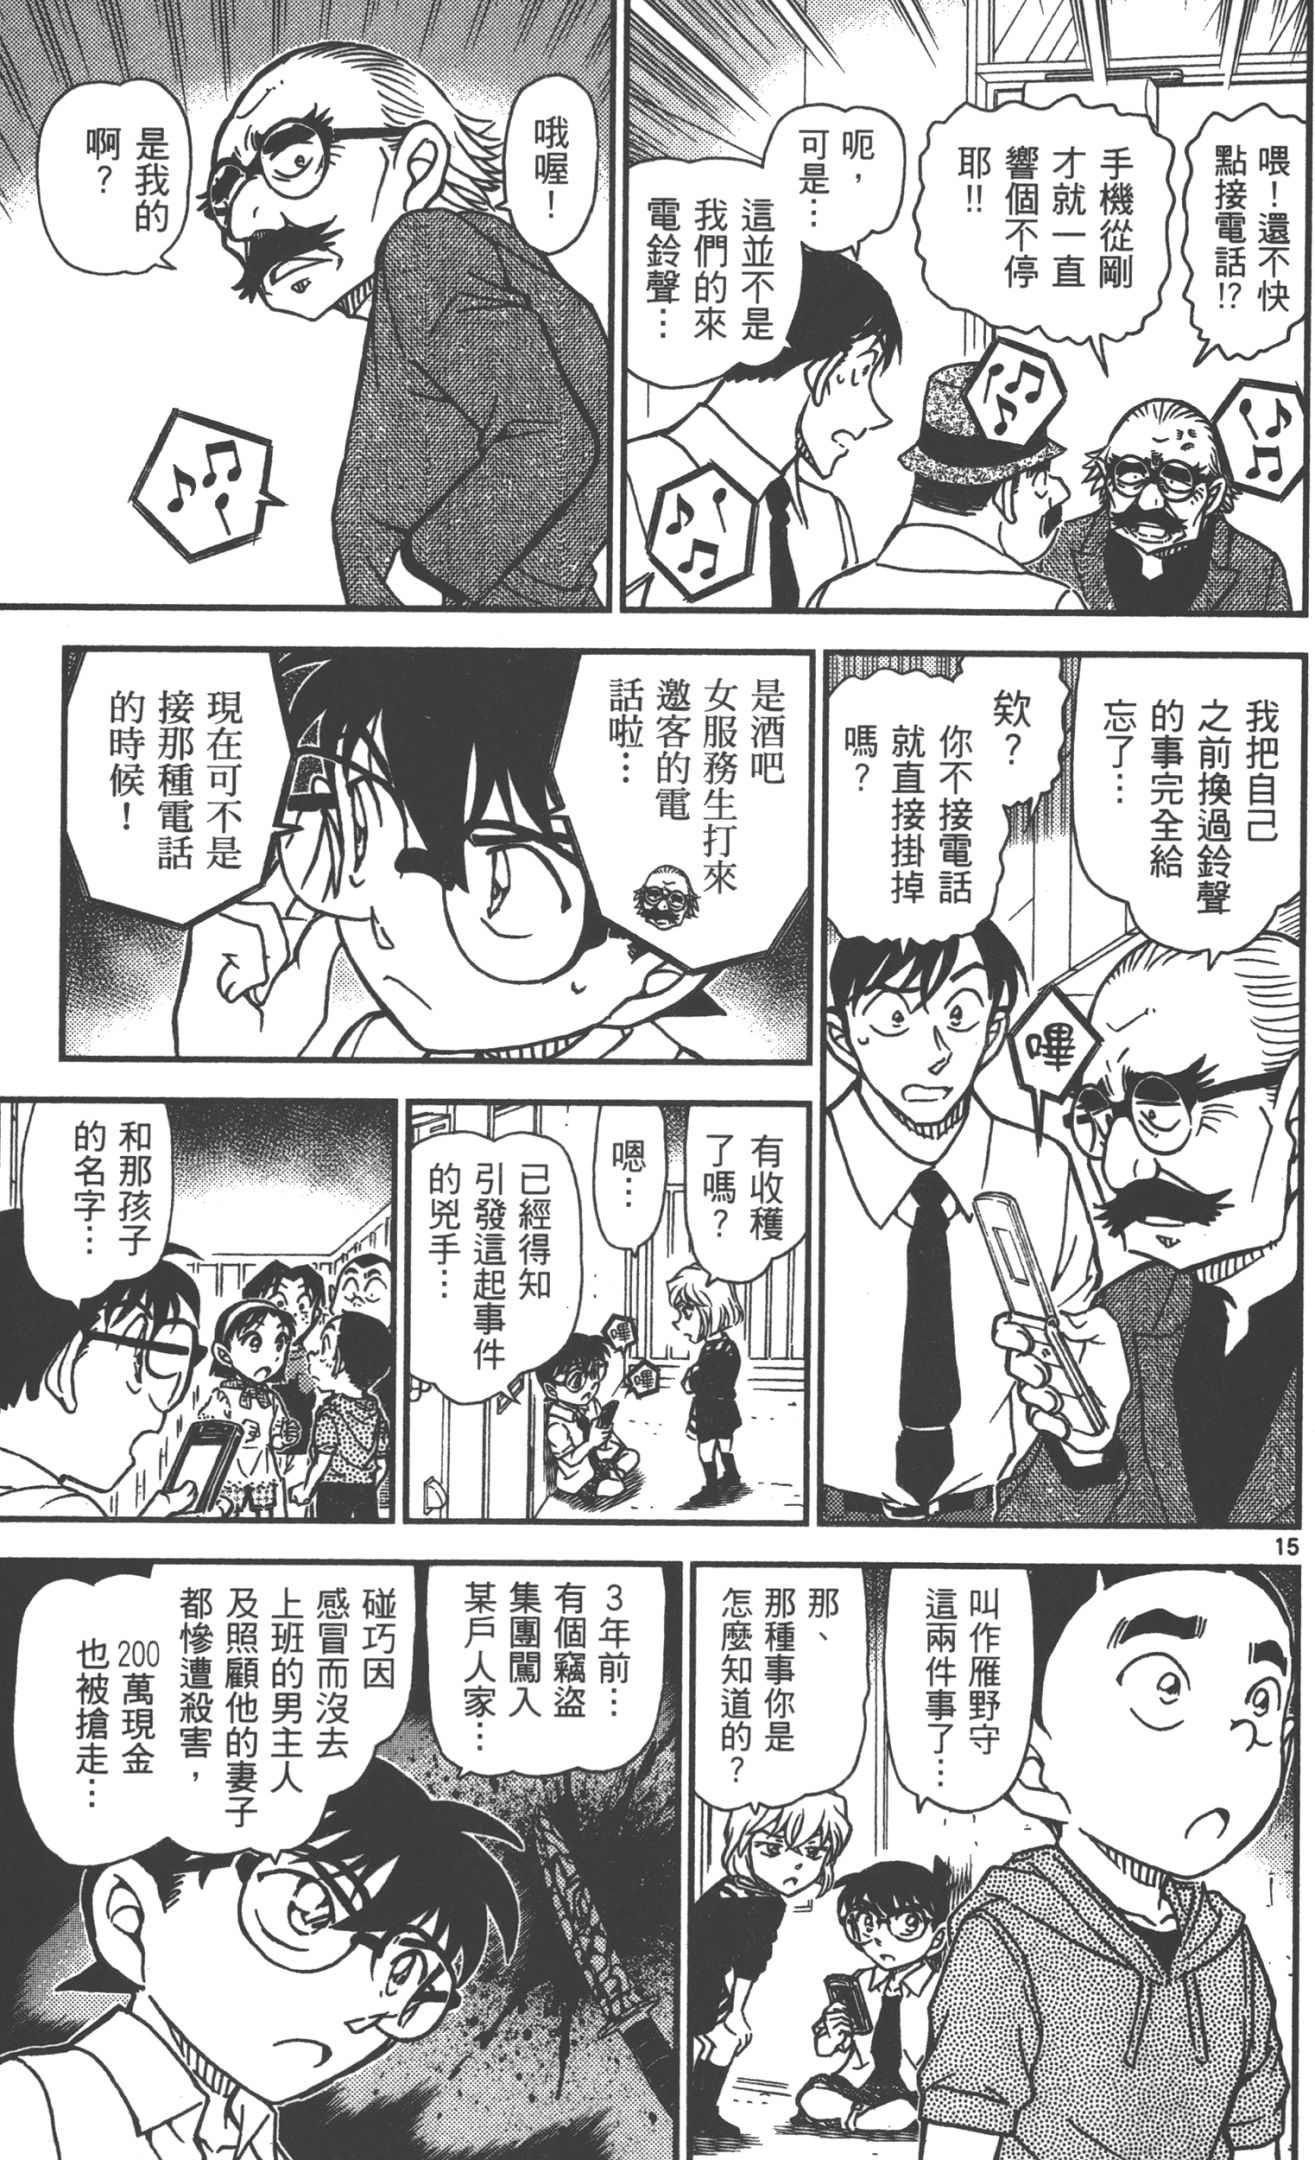 喂！還不快
點接電話!?
手機從剛
才就一直
響個不停
耶!!
呃，
可是…
這並不是
我們的來
電鈴聲…
哦喔！
是我的
啊？
我把自己
之前換過鈴聲
的事完全給
忘了…
欸？
你不接電話
就直接掛掉
嗎？
嗶
是酒吧
女服務生打來
邀客的電
話啦…
現在可不是
接那種電話
的時候！
有收穫
了嗎？
嗯…
已經得知
引發這起事件
的兇手…
嗶
嗶
和那孩子
的名字…
15
叫作雁野守
這兩件事了…
那、
那種事你是
怎麼知道的？
3年前…
有個竊盜
集團闖入
某戶人家…
碰巧因
感冒而沒去
上班的男主人
及照顧他的妻子
都慘遭殺害，
200萬現金
也被搶走…